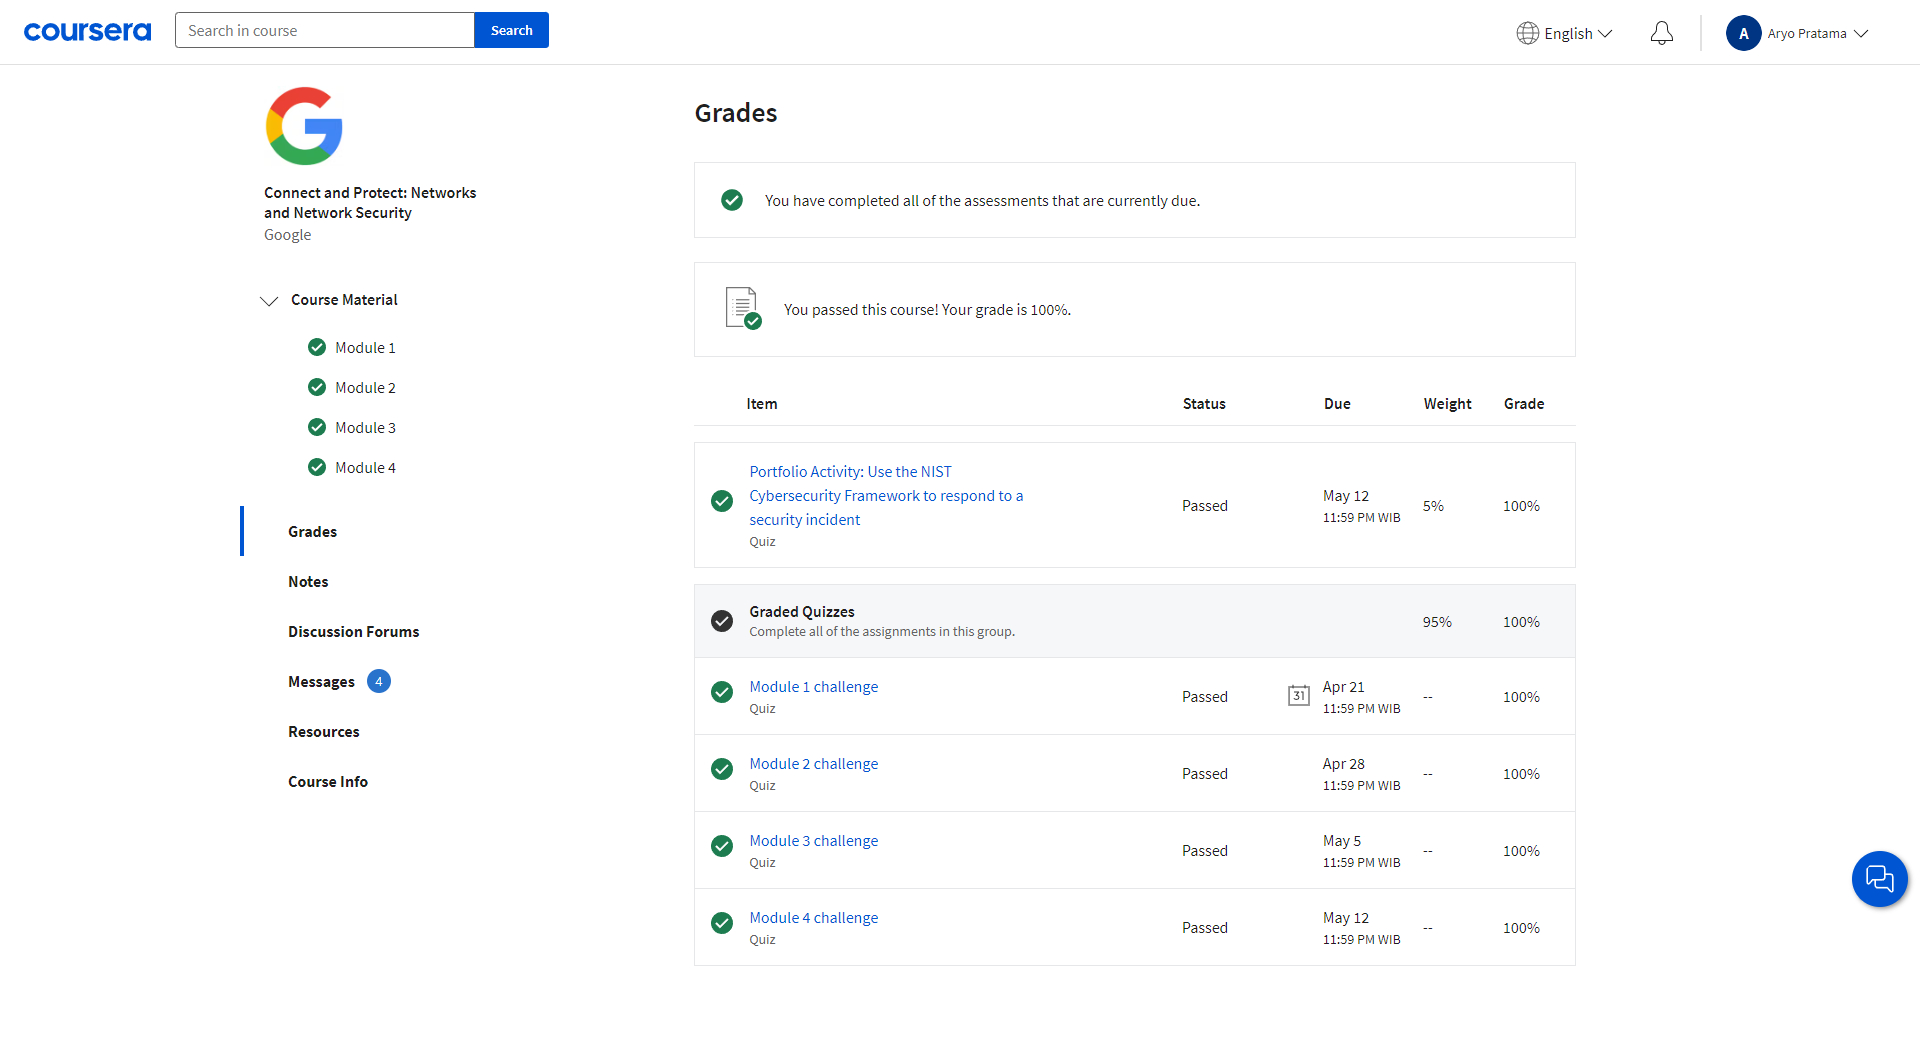 coursera
Search in course
Search
English
A
Aryo Pratama
Connect and Protect: Networks
and Network Security
Google
Course Material
Module 1
Module 2
Module 3
Module 4
Grades
Notes
Discussion Forums
Messages 4
Resources
Course Info
Grades
You have completed all of the assessments that are currently due.
You passed this course! Your grade is 100%.
Item Status Due Weight Grade
Portfolio Activity: Use the NIST
Cybersecurity Framework to respond to a
security incident
Quiz
Passed
May 12
11:59 PM WIB
5%
100%
Graded Quizzes
Complete all of the assignments in this group.
95%
100%
Module 1 challenge
Quiz
Passed
31
Apr 21
11:59 PM WIB
--
100%
Module 2 challenge
Quiz
Passed
Apr 28
11:59 PM WIB
--
100%
Module 3 challenge
Quiz
Passed
May 5
11:59 PM WIB
--
100%
Module 4 challenge
Quiz
Passed
May 12
11:59 PM WIB
--
100%